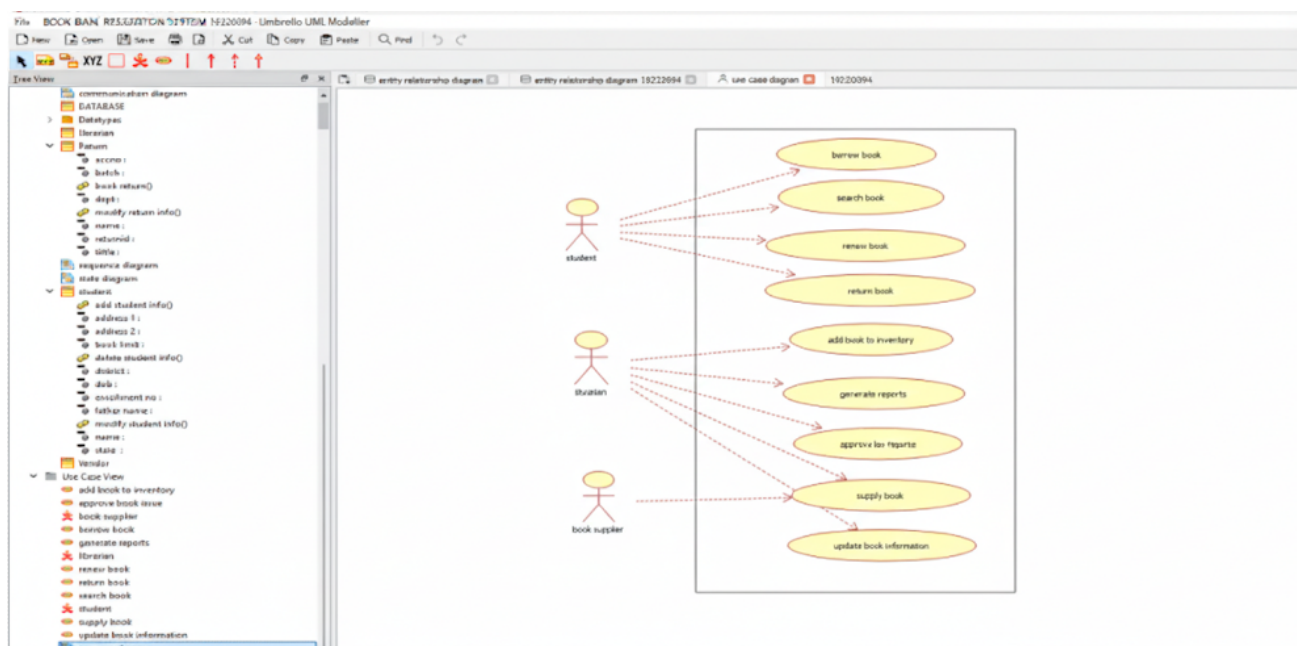 File BOOK BAN, SYSTEM 19220094 - Umbrello UML Modeller
New Open Save Cut Copy Paste Find
XYZ
Tree View
entity relationship diagram entity relationship diagram 19222094 use case diagram 19220094
communication diagram
DATABASE
Datatypes
librarian
Return
accno :
batch :
book return()
dept :
modify return info()
name :
returnid :
tittle :
sequence diagram
state diagram
student
add student info()
address 1 :
address 2 :
book limit :
delete student info()
district :
dob :
enrollment no :
father name :
modify student info()
name :
state :
Vendor
Use Case View
add book to inventory
approve book issue
book supplier
borrow book
generate reports
librarian
renew book
return book
search book
student
supply book
update book information
student
book supplier
borrow book
search book
renew book
return book
add book to inventory
generate reports
approve
supply book
update book information